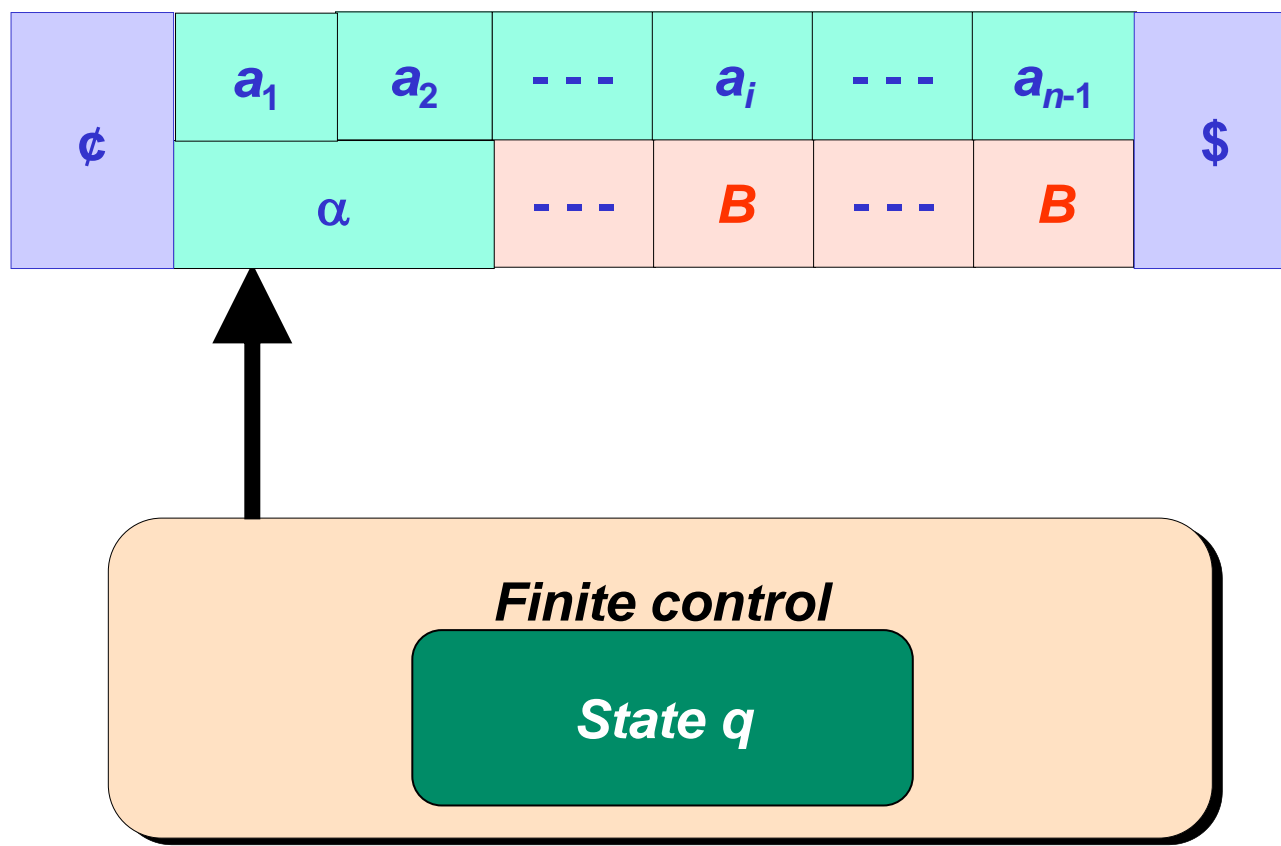 ¢ a₁ a₂ - - - aᵢ - - - aₙ₋₁ $
α - - - B - - - B
Finite control
State q